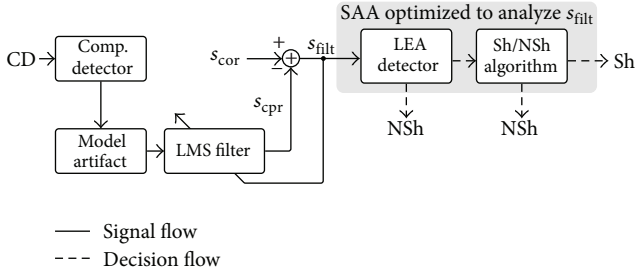 SAA optimized to analyze s_filt
CD
Comp.
detector
s_cor
+
−
+
s_filt
LEA
detector
Sh/NSh
algorithm
Sh
s_cpr
NSh
NSh
Model
artifact
LMS filter
Signal flow
Decision flow